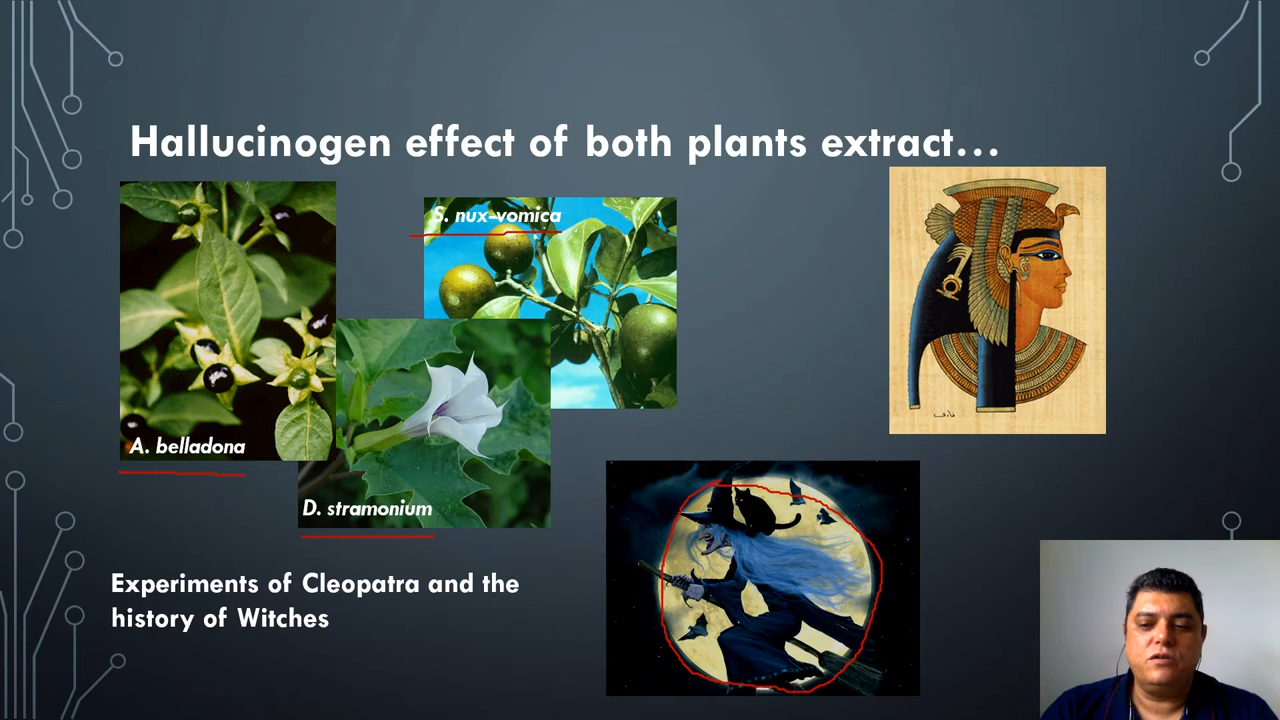 Hallucinogen effect of both plants extract...
S. nux-vomica
A. belladona
D. stramonium
Experiments of Cleopatra and the
history of Witches